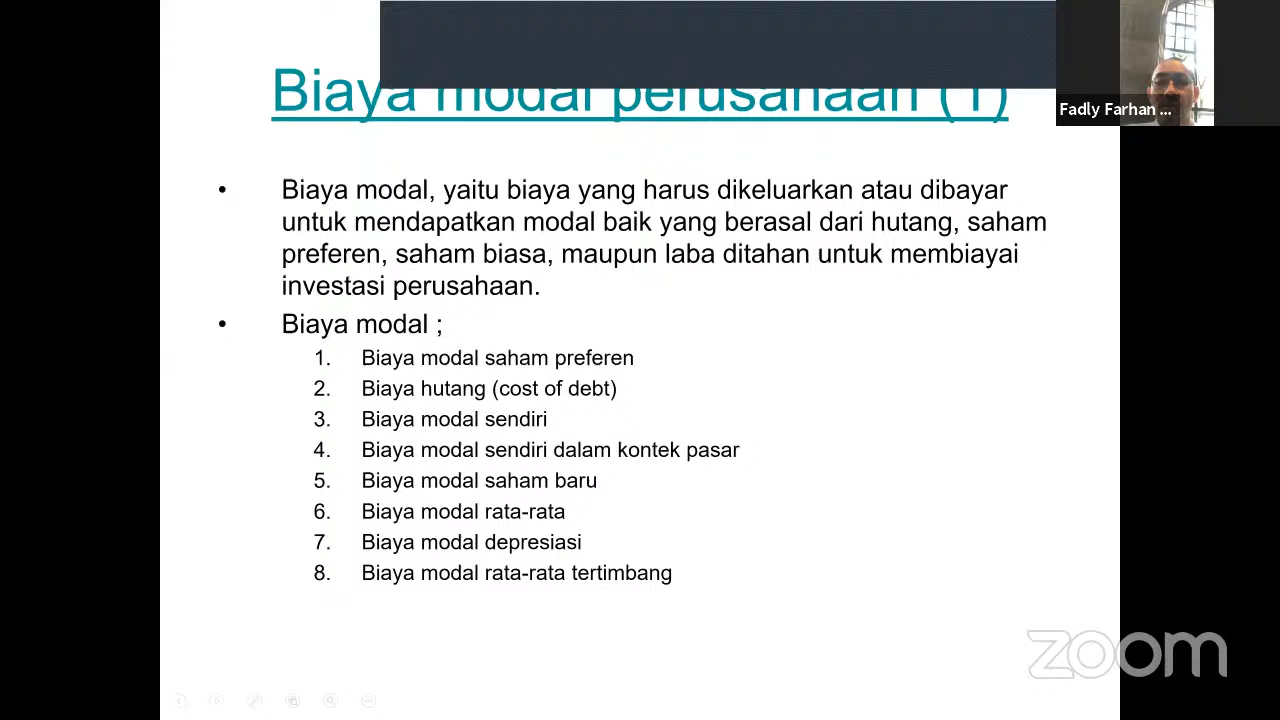 Biaya modal perusahaan (1)
Fadly Farhan ...
• Biaya modal, yaitu biaya yang harus dikeluarkan atau dibayar
untuk mendapatkan modal baik yang berasal dari hutang, saham
preferen, saham biasa, maupun laba ditahan untuk membiayai
investasi perusahaan.
• Biaya modal ;
1. Biaya modal saham preferen
2. Biaya hutang (cost of debt)
3. Biaya modal sendiri
4. Biaya modal sendiri dalam kontek pasar
5. Biaya modal saham baru
6. Biaya modal rata-rata
7. Biaya modal depresiasi
8. Biaya modal rata-rata tertimbang
zoom